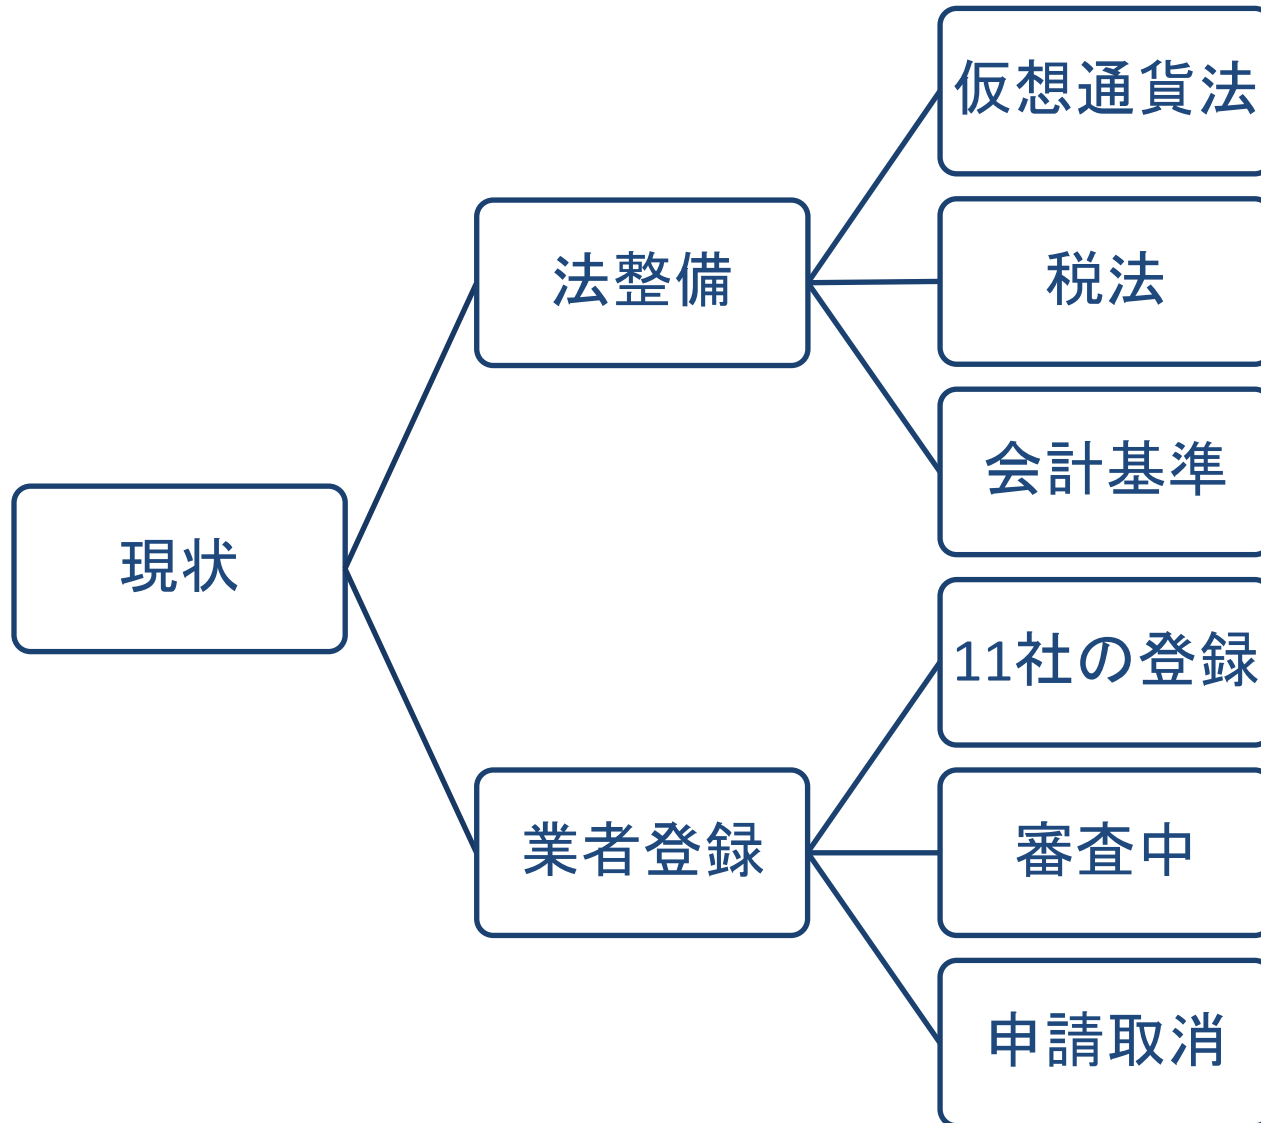 現状
法整備
仮想通貨法
税法
会計基準
業者登録
11社の登録
審査中
申請取消